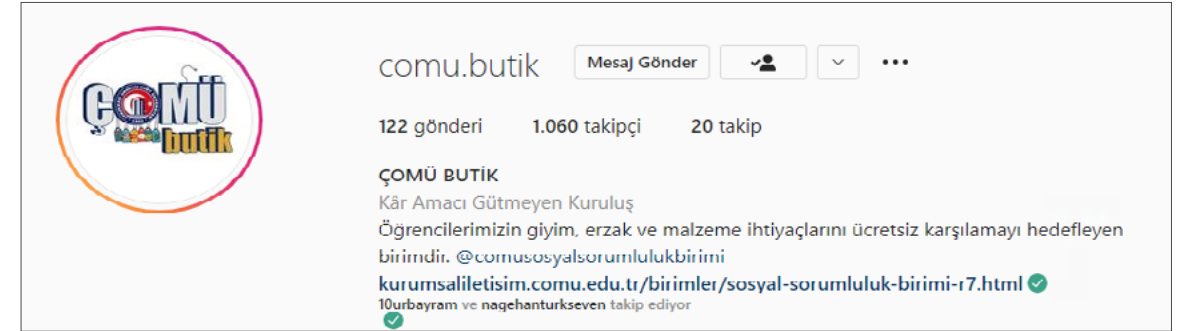 ÇOMÜ
butik
comu.butik Mesaj Gönder
122 gönderi 1.060 takipçi 20 takip
ÇOMÜ BUTİK
Kâr Amacı Gütmeyen Kuruluş
Öğrencilerimizin giyim, erzak ve malzeme ihtiyaçlarını ücretsiz karşılamayı hedefleyen
birimdir. @comusosyalsorumlulukbirimi
kurumsaliletisim.comu.edu.tr/birimler/sosyal-sorumluluk-birimi-r7.html
10urbayram ve nagehanturkseven takip ediyor